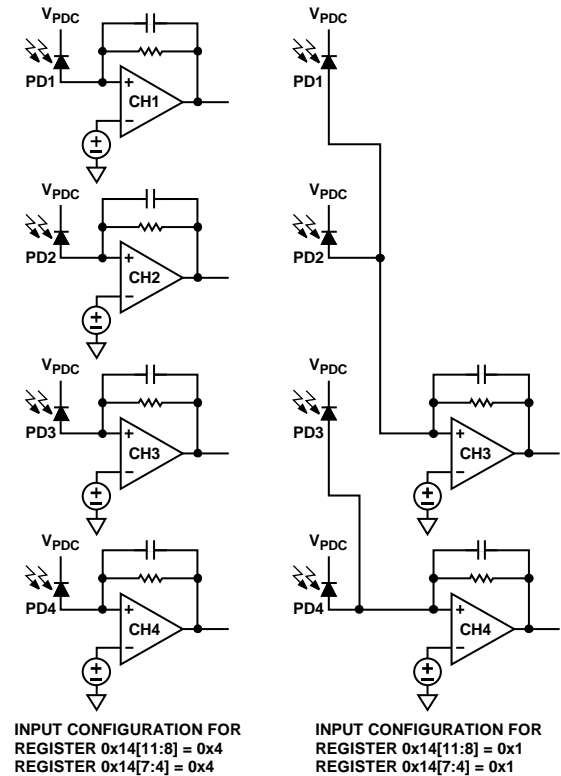 VPDC
PD1
+
CH1
−
±
VPDC
PD2
+
CH2
−
±
VPDC
PD3
+
CH3
−
±
VPDC
PD4
+
CH4
−
±
INPUT CONFIGURATION FOR
REGISTER 0x14[11:8] = 0x4
REGISTER 0x14[7:4] = 0x4
VPDC
PD1
VPDC
PD2
VPDC
PD3
+
CH3
−
±
VPDC
PD4
+
CH4
−
±
INPUT CONFIGURATION FOR
REGISTER 0x14[11:8] = 0x1
REGISTER 0x14[7:4] = 0x1